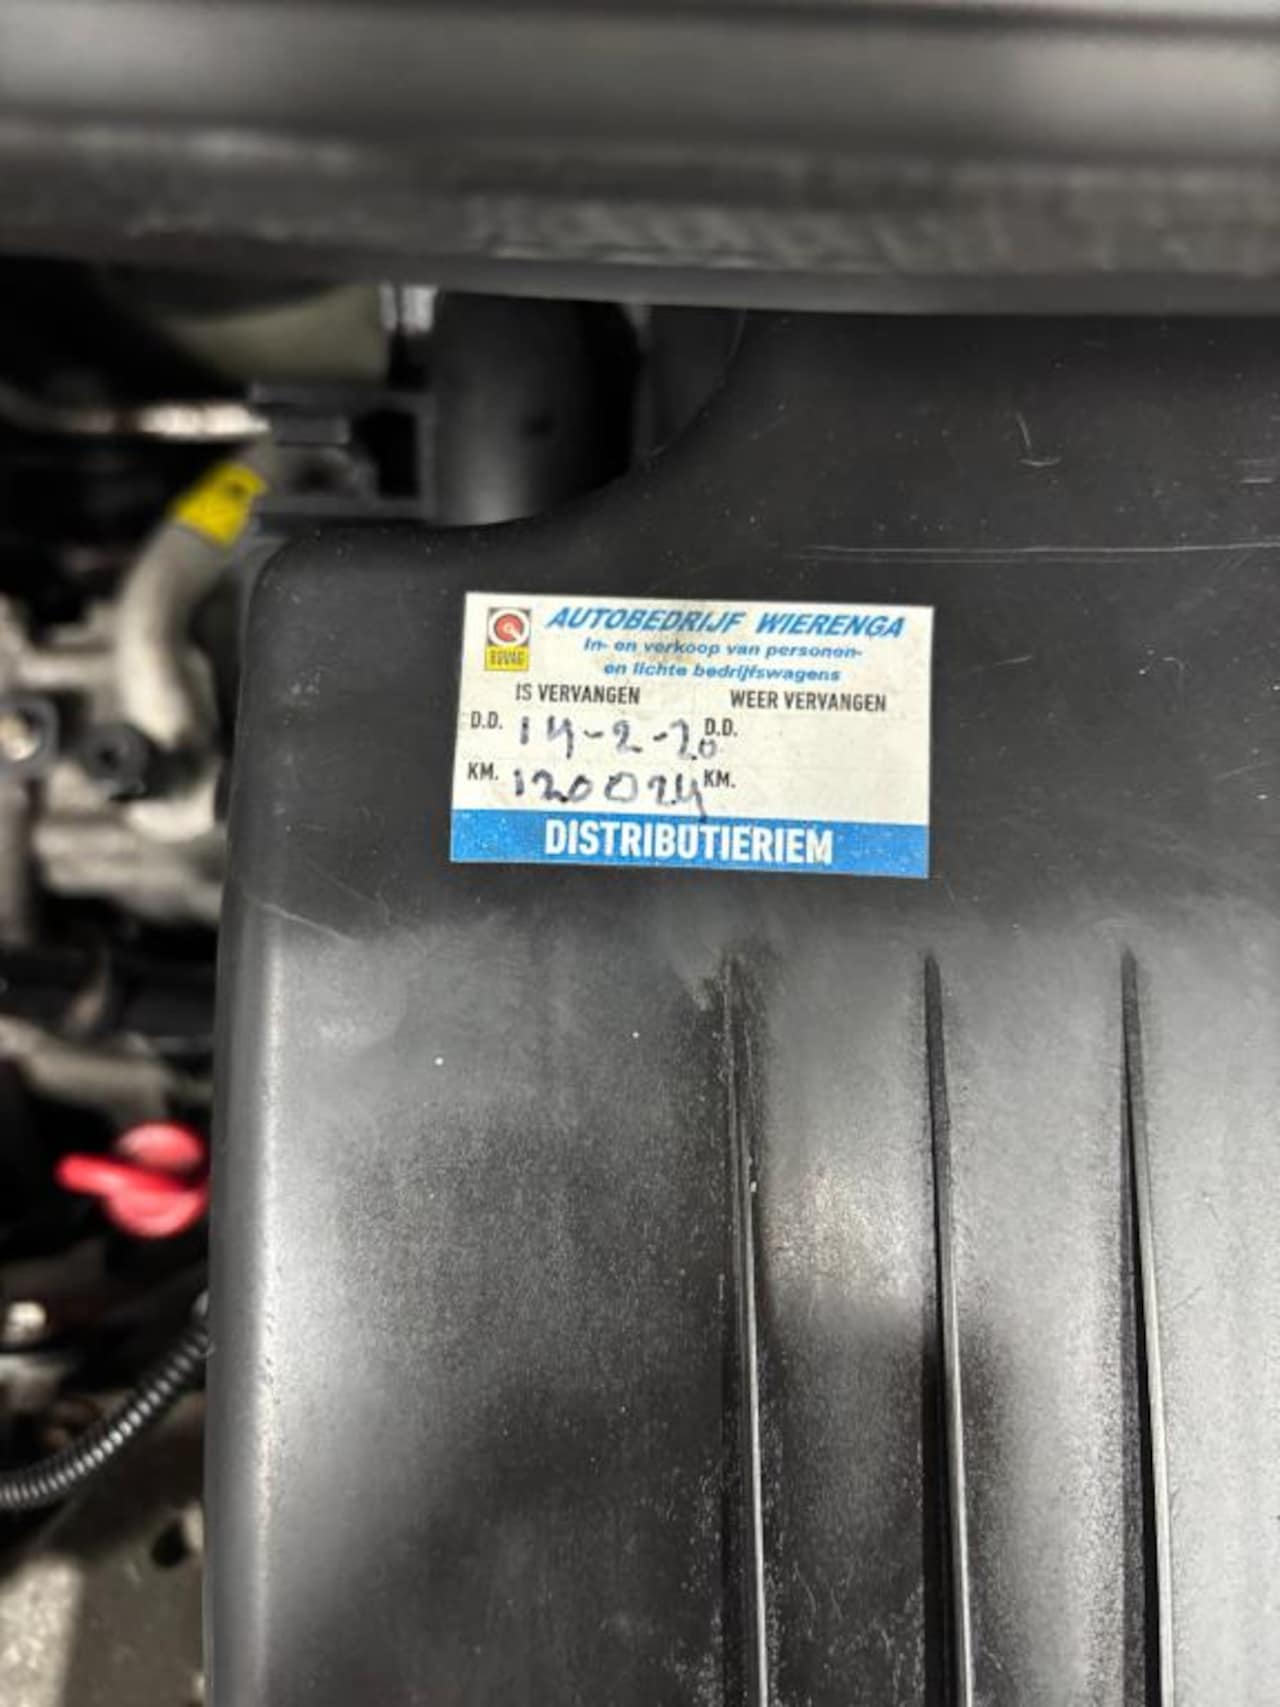 AUTOBEDRIJF WIERENGA
In- en verkoop van personen-
en lichte bedrijfswagens
IS VERVANGEN WEER VERVANGEN
D.D. 14-2-20 D.D.
KM. 120024 KM.
DISTRIBUTIERIEM